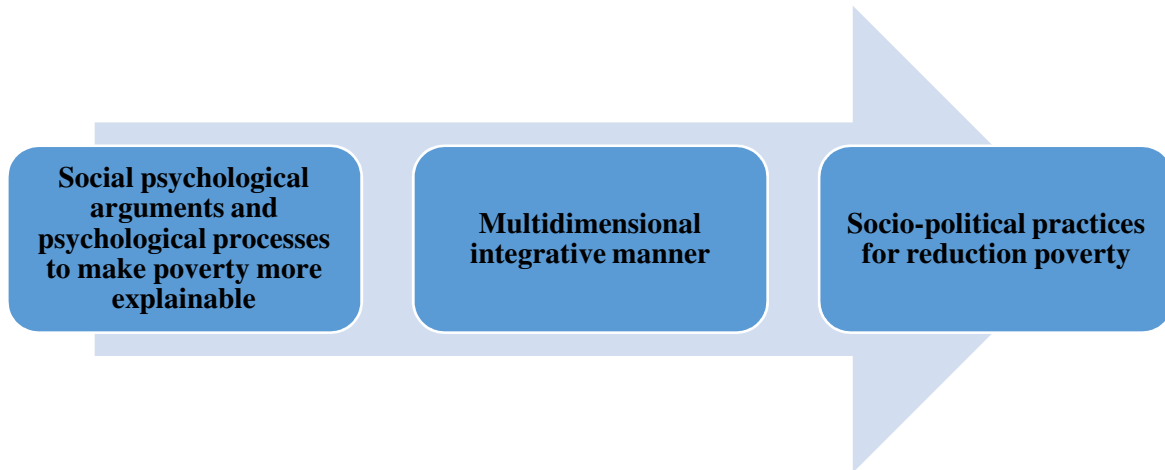 Social psychological
arguments and
psychological processes
to make poverty more
explainable
Multidimensional
integrative manner
Socio-political practices
for reduction poverty